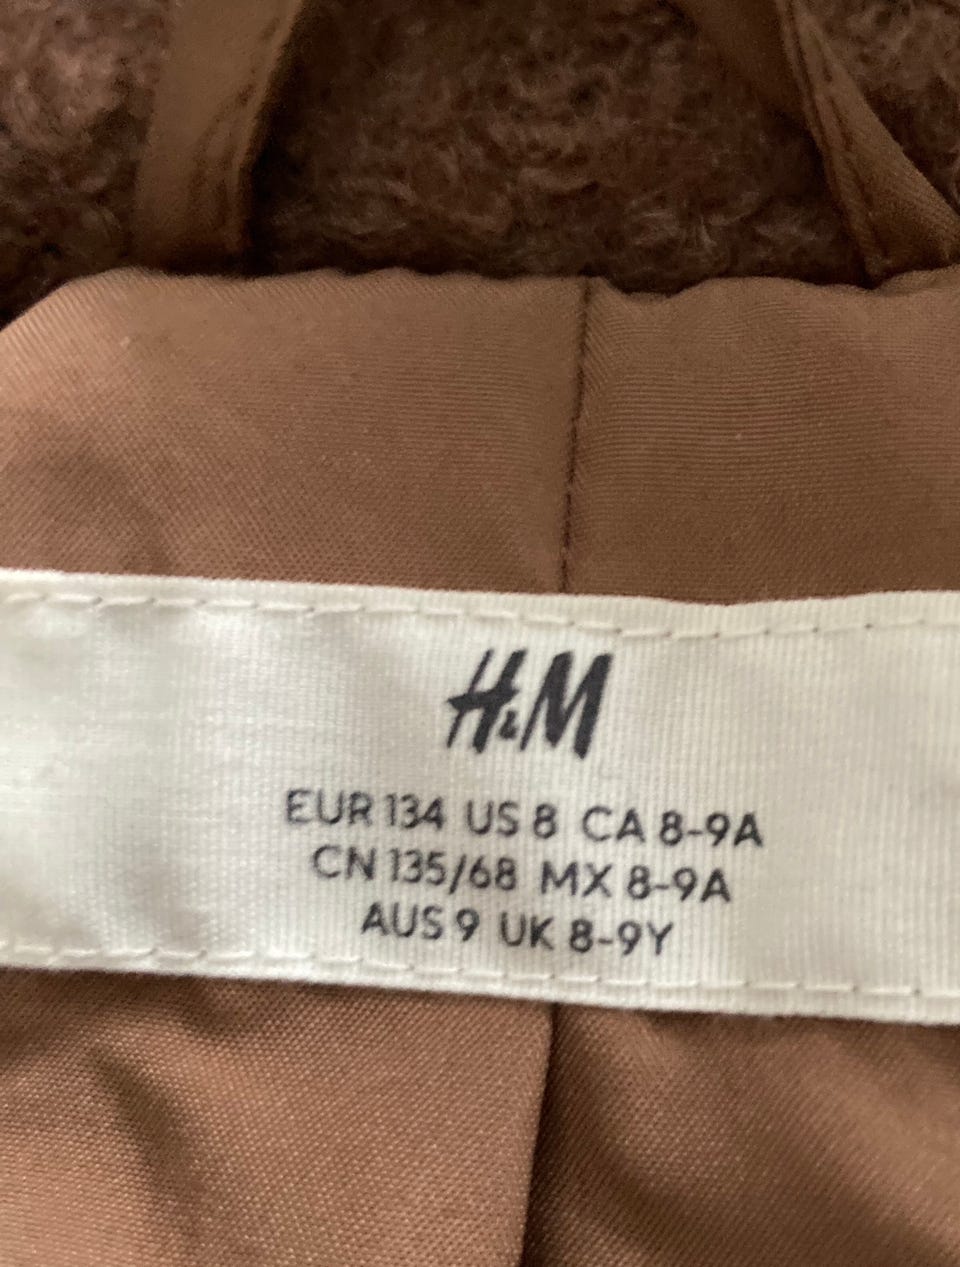 H&M
EUR 134 US 8 CA 8-9A
CN 135/68 MX 8-9A
AUS 9 UK 8-9Y